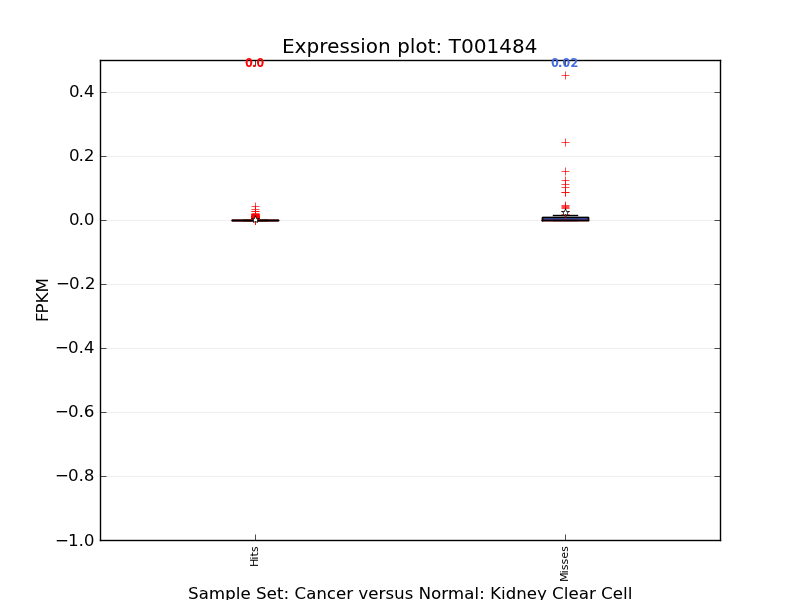 Expression plot: T001484
0.0
0.02
0.4
0.2
0.0
−0.2
−0.4
−0.6
−0.8
−1.0
FPKM
Hits
Misses
Sample Set: Cancer versus Normal: Kidney Clear Cell